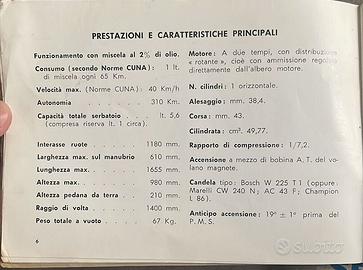 PRESTAZIONI E CARATTERISTICHE PRINCIPALI
Funzionamento con miscela al 2% di olio.
Consumo (secondo Norme CUNA): 1 lt.
di miscela ogni 65 Km.
Velocità max. (Norme CUNA): 40 Km/h
Autonomia 310 Km.
Capacità totale serbatoio lt. 5,6
(compresa riserva lt. 1 circa).
Interasse ruote 1180 mm.
Larghezza max. sul manubrio 610 mm.
Lunghezza max. 1655 mm.
Altezza max. 980 mm.
Altezza pedana da terra 210 mm.
Raggio di volta 1400 mm.
Peso totale a vuoto 67 Kg.
6
Motore: A due tempi, con distribuzione
« rotante », cioè con ammissione regolata
direttamente dall'albero motore.
N. cilindri: 1 orizzontale.
Alesaggio: mm. 38,4.
Corsa: mm. 43.
Cilindrata: cm³. 49,77.
Rapporto di compressione: 1/7,2.
Accensione a mezzo di bobina A. T. del vo-
lano magnete.
Candela tipo: Bosch W 225 T 1 (oppure:
Marelli CW 240 N; AC 43 F; Champion
L 86).
Anticipo accensione: 19° ± 1° prima del
P. M. S.
subito